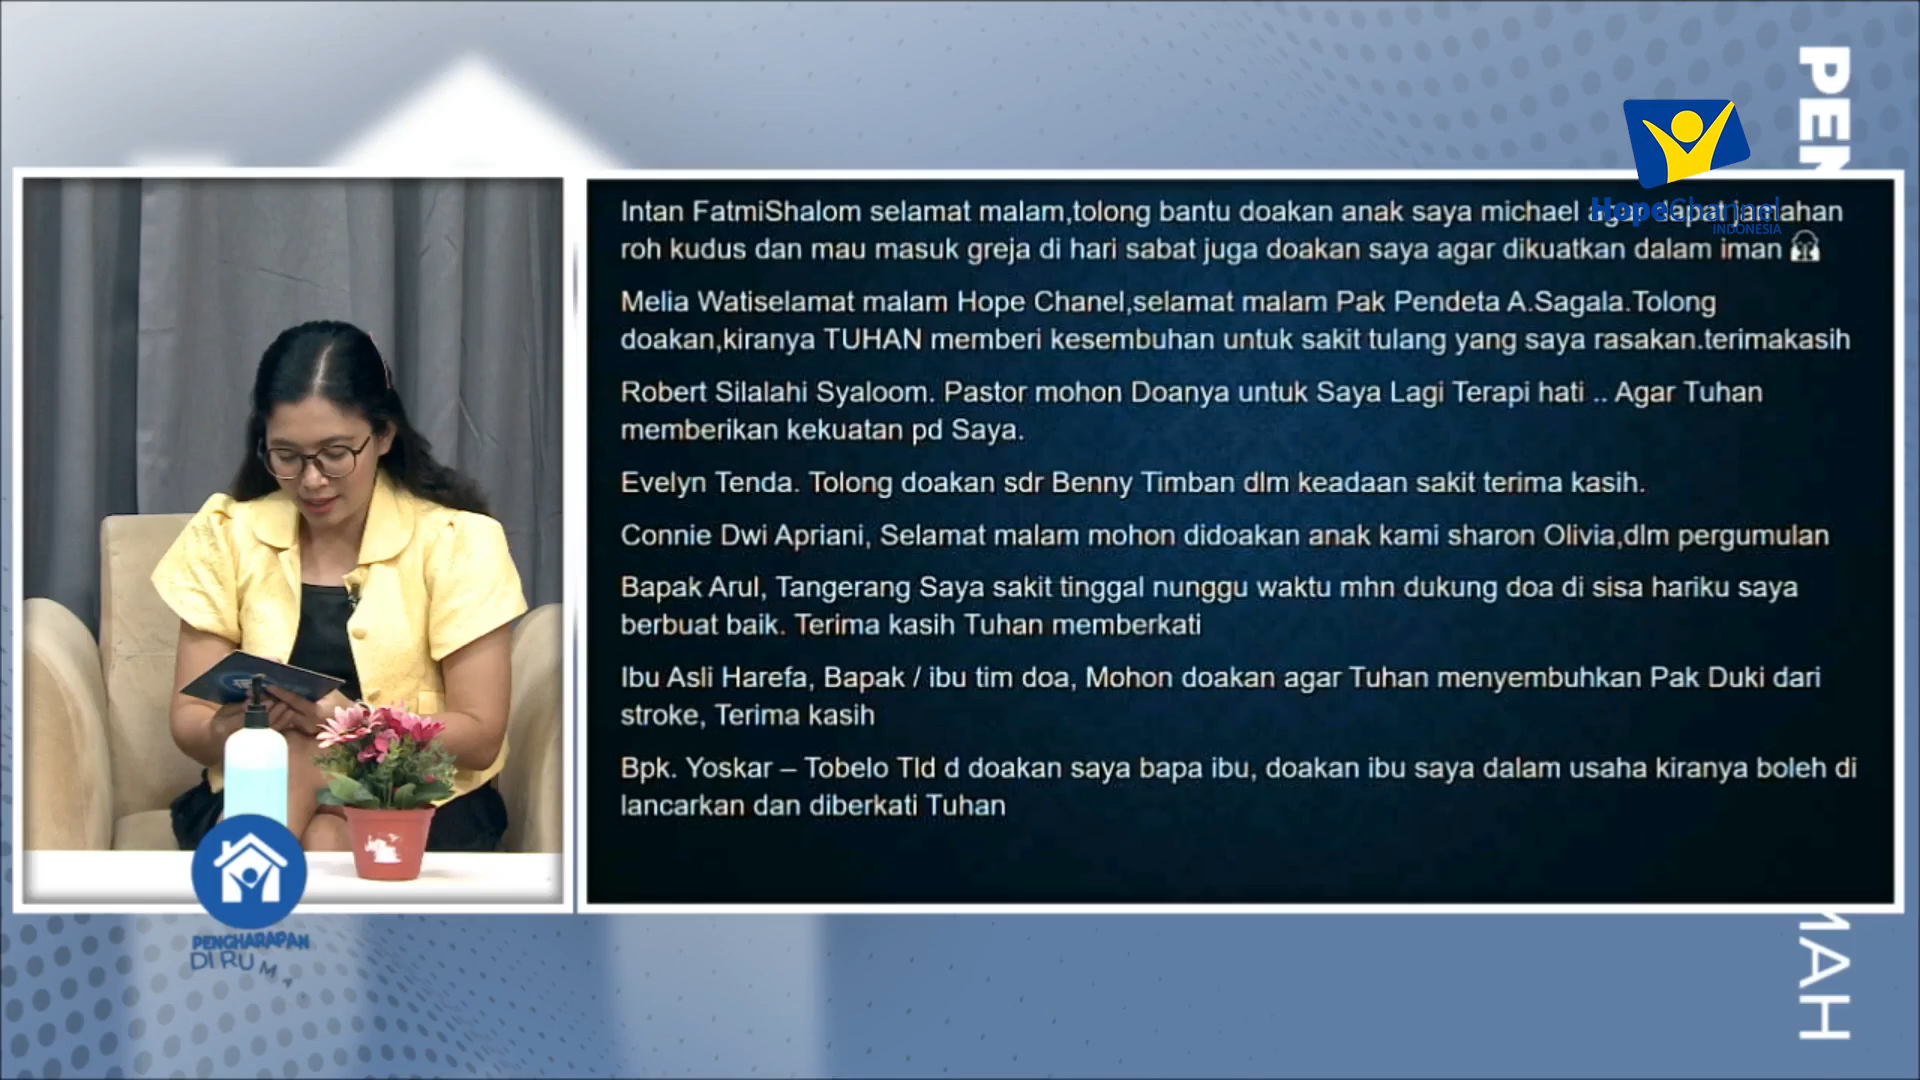 Intan FatmiShalom selamat malam,tolong bantu doakan anak saya michael agar dapat jamahan
roh kudus dan mau masuk greja di hari sabat juga doakan saya agar dikuatkan dalam iman
Melia Watiselamat malam Hope Chanel,selamat malam Pak Pendeta A.Sagala.Tolong
doakan,kiranya TUHAN memberi kesembuhan untuk sakit tulang yang saya rasakan.terimakasih
Robert Silalahi Syaloom. Pastor mohon Doanya untuk Saya Lagi Terapi hati .. Agar Tuhan
memberikan kekuatan pd Saya.
Evelyn Tenda. Tolong doakan sdr Benny Timban dlm keadaan sakit terima kasih.
Connie Dwi Apriani, Selamat malam mohon didoakan anak kami sharon Olivia,dlm pergumulan
Bapak Arul, Tangerang Saya sakit tinggal nunggu waktu mhn dukung doa di sisa hariku saya
berbuat baik. Terima kasih Tuhan memberkati
Ibu Asli Harefa, Bapak / ibu tim doa, Mohon doakan agar Tuhan menyembuhkan Pak Duki dari
stroke, Terima kasih
Bpk. Yoskar – Tobelo Tld d doakan saya bapa ibu, doakan ibu saya dalam usaha kiranya boleh di
lancarkan dan diberkati Tuhan
HopeChannel
INDONESIA
PENGHARAPAN
DI RUMA
PEN
MAH